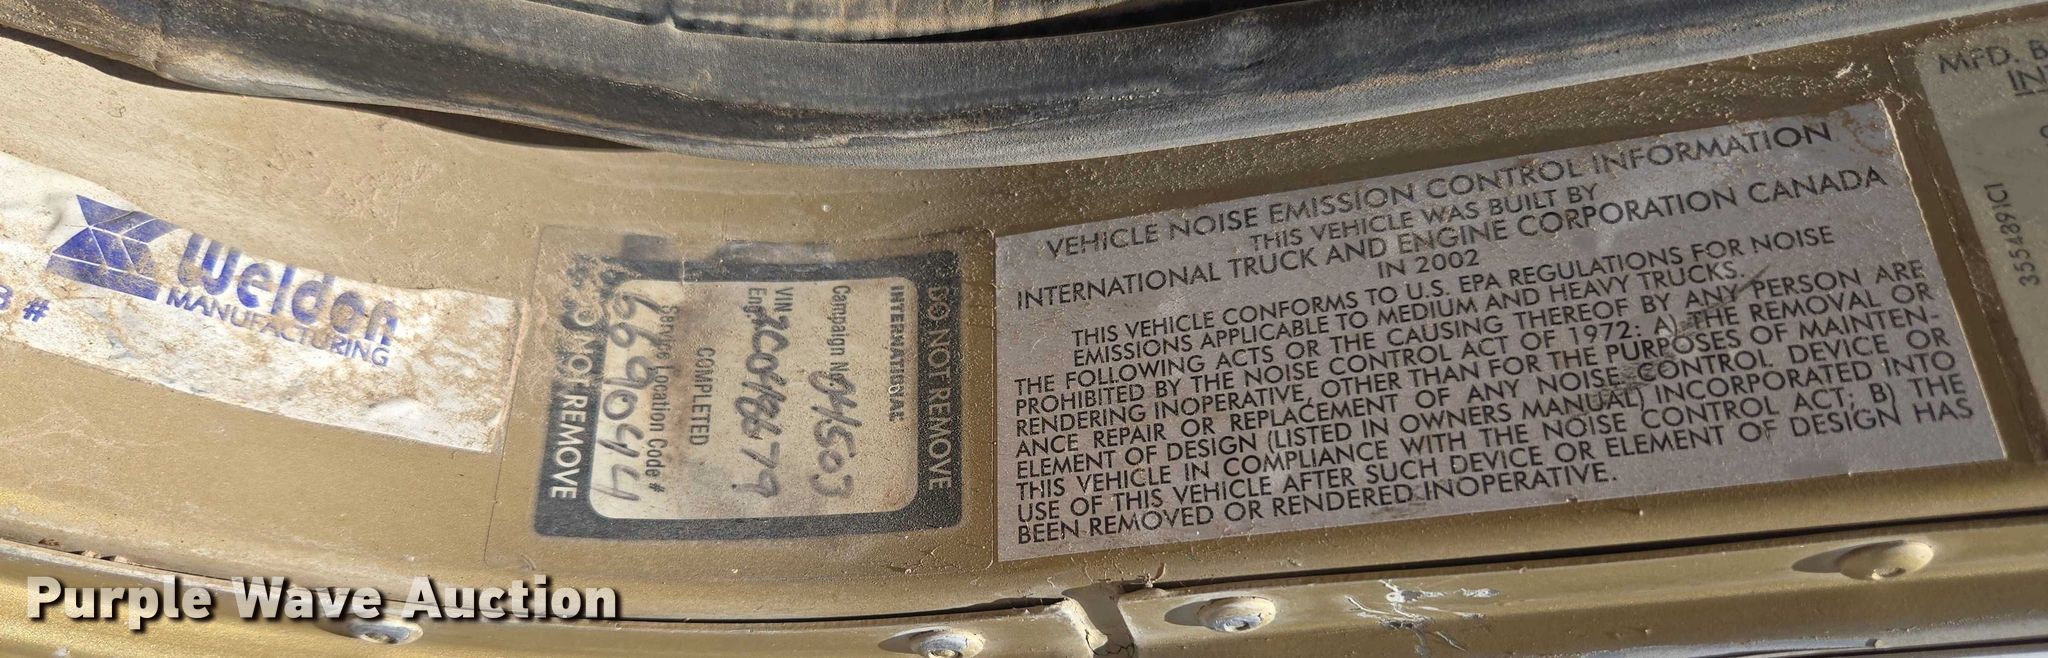 B #
Weldon
MANUFACTURING
DO NOT REMOVE
INTERNATIONAL
Campaign No. 04503
VIN 2C048679
Eng.
COMPLETED
Service Location Code #
6690444
DO NOT REMOVE
VEHICLE NOISE EMISSION CONTROL INFORMATION
THIS VEHICLE WAS BUILT BY
INTERNATIONAL TRUCK AND ENGINE CORPORATION CANADA
IN 2002
THIS VEHICLE CONFORMS TO U.S. EPA REGULATIONS FOR NOISE
EMISSIONS APPLICABLE TO MEDIUM AND HEAVY TRUCKS.
THE FOLLOWING ACTS OR THE CAUSING THEREOF BY ANY PERSON ARE
PROHIBITED BY THE NOISE CONTROL ACT OF 1972: A) THE REMOVAL OR
RENDERING INOPERATIVE, OTHER THAN FOR THE PURPOSES OF MAINTEN-
ANCE REPAIR OR REPLACEMENT OF ANY NOISE CONTROL DEVICE OR
ELEMENT OF DESIGN (LISTED IN OWNERS MANUAL) INCORPORATED INTO
THIS VEHICLE IN COMPLIANCE WITH THE NOISE CONTROL ACT; B) THE
USE OF THIS VEHICLE AFTER SUCH DEVICE OR ELEMENT OF DESIGN HAS
BEEN REMOVED OR RENDERED INOPERATIVE.
MFD. B
INT
3554891C1
Purple Wave Auction